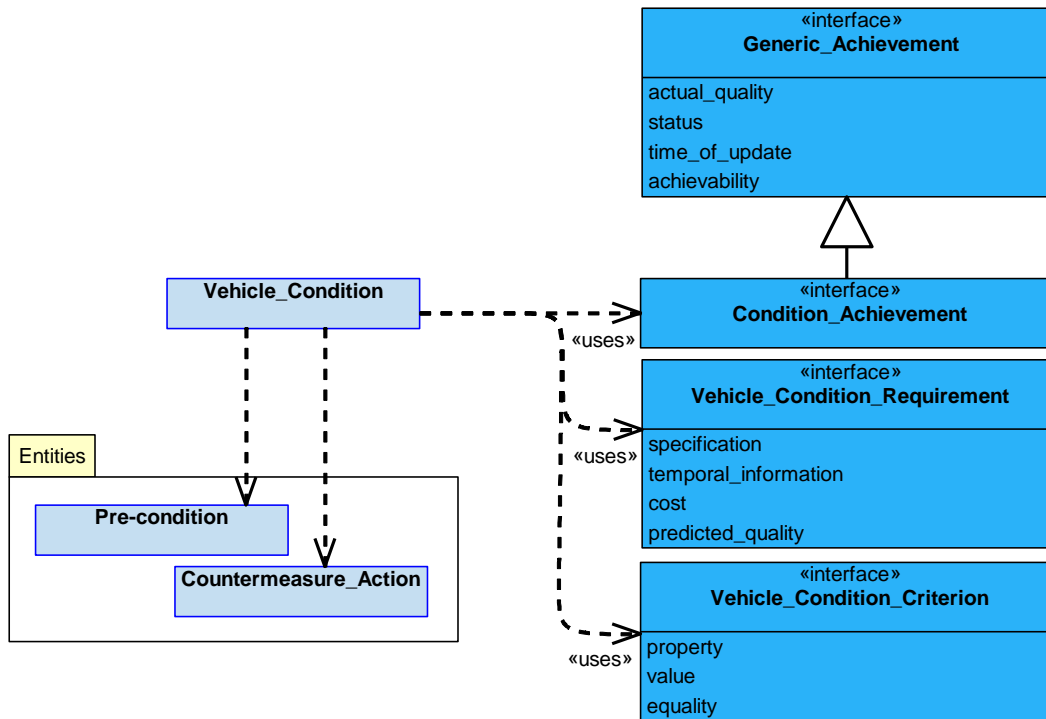 «interface»
Generic_Achievement
actual_quality
status
time_of_update
achievability
Vehicle_Condition
«interface»
Condition_Achievement
«uses»
«interface»
Vehicle_Condition_Requirement
specification
temporal_information
cost
predicted_quality
«uses»
Entities
Pre-condition
Countermeasure_Action
«interface»
Vehicle_Condition_Criterion
property
value
equality
«uses»